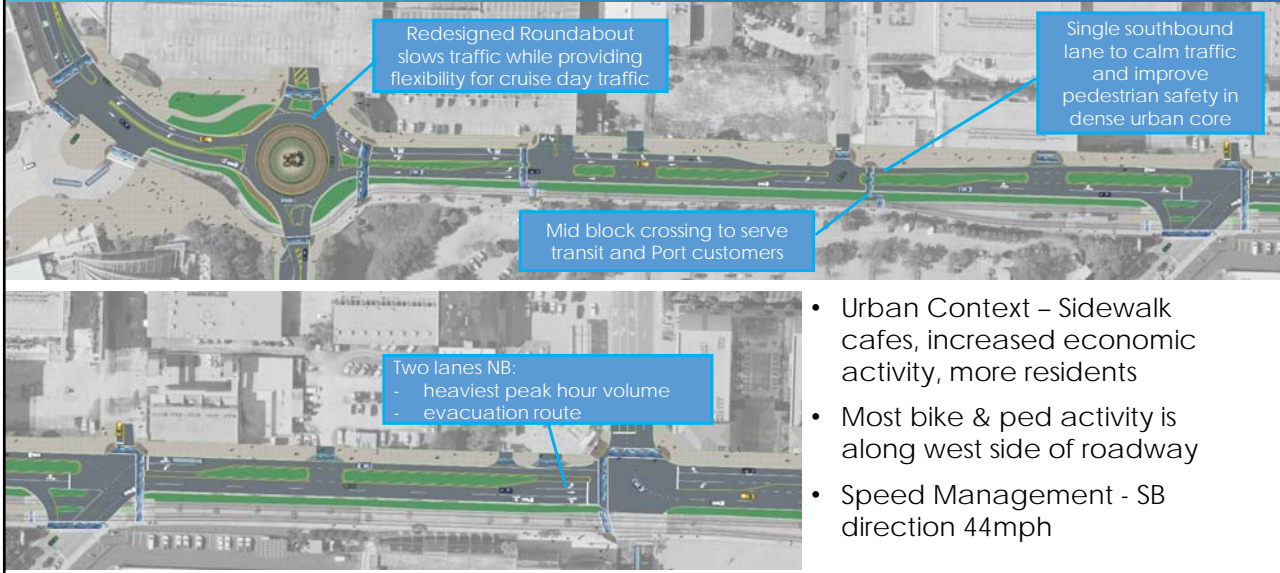 Redesigned Roundabout
slows traffic while providing
flexibility for cruise day traffic
Single southbound
lane to calm traffic
and improve
pedestrian safety in
dense urban core
Mid block crossing to serve
transit and Port customers
Two lanes NB:
- heaviest peak hour volume
- evacuation route
• Urban Context – Sidewalk
cafes, increased economic
activity, more residents
• Most bike & ped activity is
along west side of roadway
• Speed Management - SB
direction 44mph